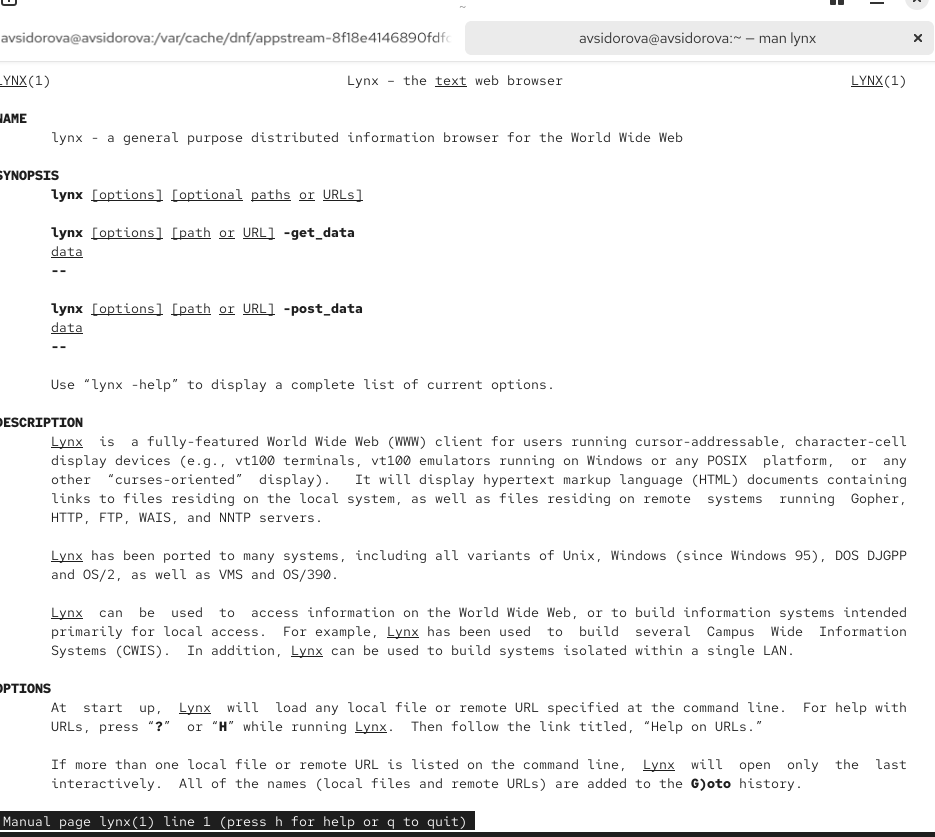 ~
avsidorova@avsidorova:/var/cache/dnf/appstream-8f18e4146890fdfc
avsidorova@avsidorova:~ — man lynx
LYNX(1) Lynx – the text web browser LYNX(1)
NAME
lynx - a general purpose distributed information browser for the World Wide Web
SYNOPSIS
lynx [options] [optional paths or URLs]
lynx [options] [path or URL] -get_data
data
--
lynx [options] [path or URL] -post_data
data
--
Use “lynx -help” to display a complete list of current options.
DESCRIPTION
Lynx is a fully-featured World Wide Web (WWW) client for users running cursor-addressable, character-cell
display devices (e.g., vt100 terminals, vt100 emulators running on Windows or any POSIX platform, or any
other “curses-oriented” display). It will display hypertext markup language (HTML) documents containing
links to files residing on the local system, as well as files residing on remote systems running Gopher,
HTTP, FTP, WAIS, and NNTP servers.
Lynx has been ported to many systems, including all variants of Unix, Windows (since Windows 95), DOS DJGPP
and OS/2, as well as VMS and OS/390.
Lynx can be used to access information on the World Wide Web, or to build information systems intended
primarily for local access. For example, Lynx has been used to build several Campus Wide Information
Systems (CWIS). In addition, Lynx can be used to build systems isolated within a single LAN.
OPTIONS
At start up, Lynx will load any local file or remote URL specified at the command line. For help with
URLs, press “?” or “H” while running Lynx. Then follow the link titled, “Help on URLs.”
If more than one local file or remote URL is listed on the command line, Lynx will open only the last
interactively. All of the names (local files and remote URLs) are added to the G)oto history.
Manual page lynx(1) line 1 (press h for help or q to quit)